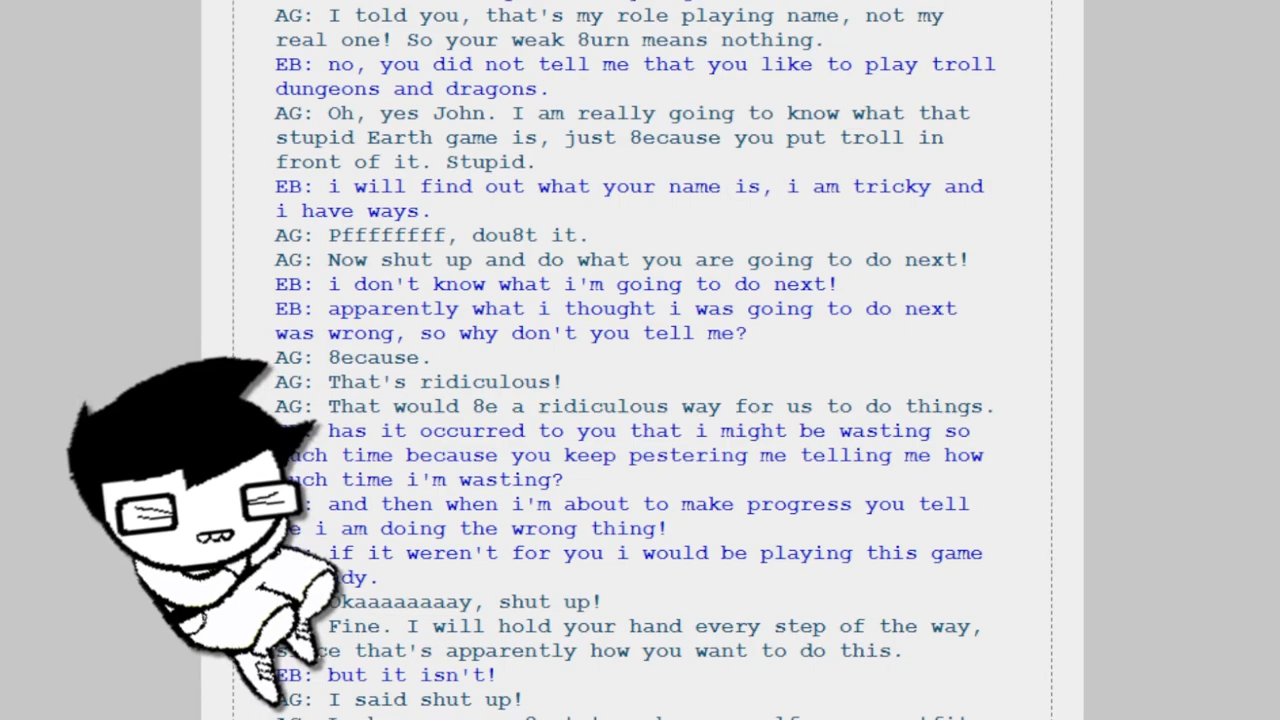 AG: I told you, that's my role playing name, not my
real one! So your weak 8urn means nothing.
EB: no, you did not tell me that you like to play troll
dungeons and dragons.
AG: Oh, yes John. I am really going to know what that
stupid Earth game is, just 8ecause you put troll in
front of it. Stupid.
EB: i will find out what your name is, i am tricky and
i have ways.
AG: Pffffffff, dou8t it.
AG: Now shut up and do what you are going to do next!
EB: i don't know what i'm going to do next!
EB: apparently what i thought i was going to do next
was wrong, so why don't you tell me?
AG: 8ecause.
AG: That's ridiculous!
AG: That would 8e a ridiculous way for us to do things.
has it occurred to you that i might be wasting so
uch time because you keep pestering me telling me how
uch time i'm wasting?
and then when i'm about to make progress you tell
e i am doing the wrong thing!
if it weren't for you i would be playing this game
dy.
Okaaaaaaaay, shut up!
Fine. I will hold your hand every step of the way,
ce that's apparently how you want to do this.
EB: but it isn't!
AG: I said shut up!